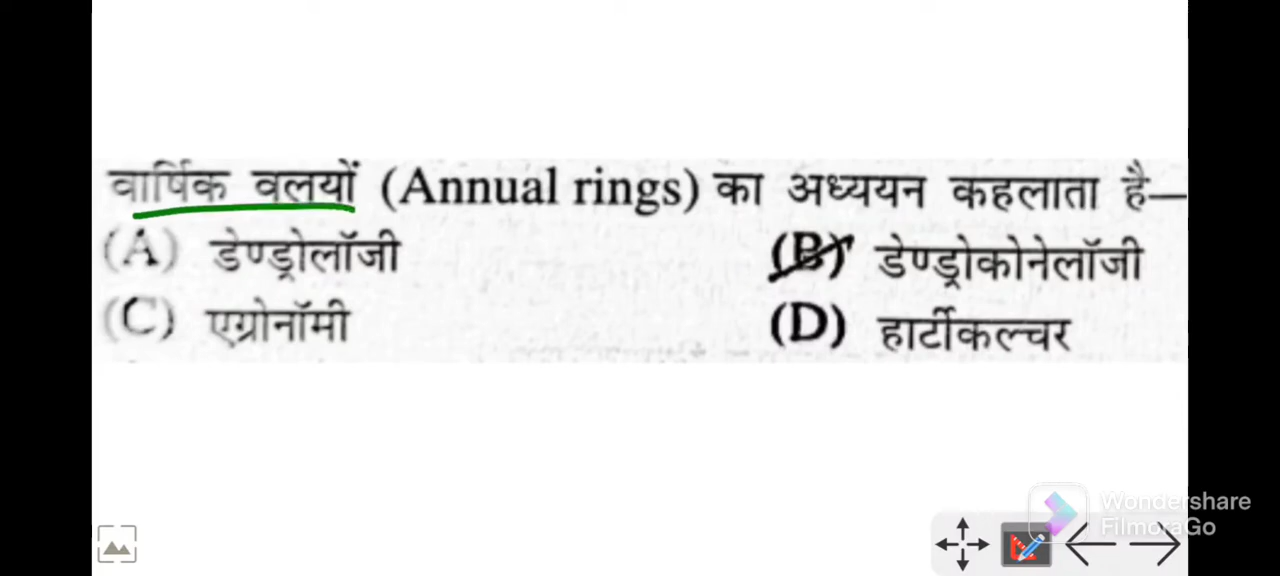 वार्षिक वलयों (Annual rings) का अध्ययन कहलाता है—
(A) डेण्ड्रोलॉजी (B) डेण्ड्रोकोनेलॉजी
(C) एग्रोनॉमी (D) हार्टीकल्चर
Wondershare
FilmoraGo